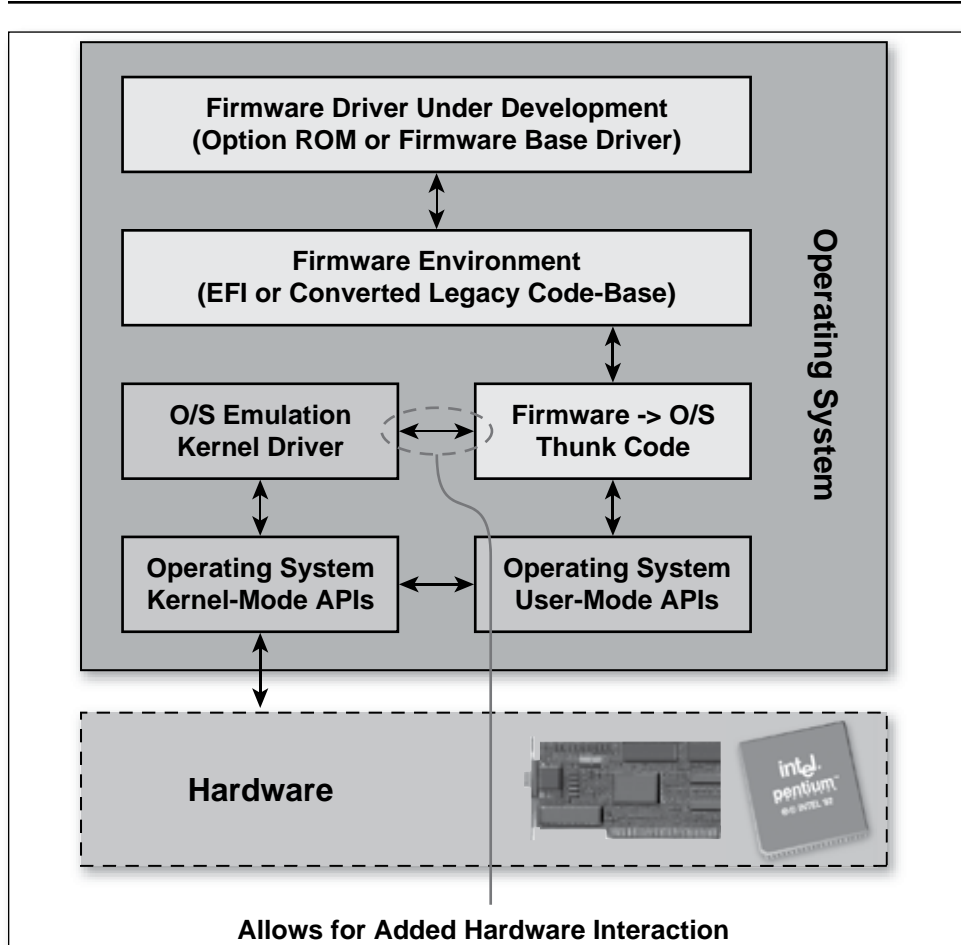 Firmware Driver Under Development
(Option ROM or Firmware Base Driver)
Firmware Environment
(EFI or Converted Legacy Code-Base)
Operating System
O/S Emulation
Kernel Driver
Firmware -> O/S
Thunk Code
Operating System
Kernel-Mode APIs
Operating System
User-Mode APIs
Hardware
intel
pentium
Allows for Added Hardware Interaction